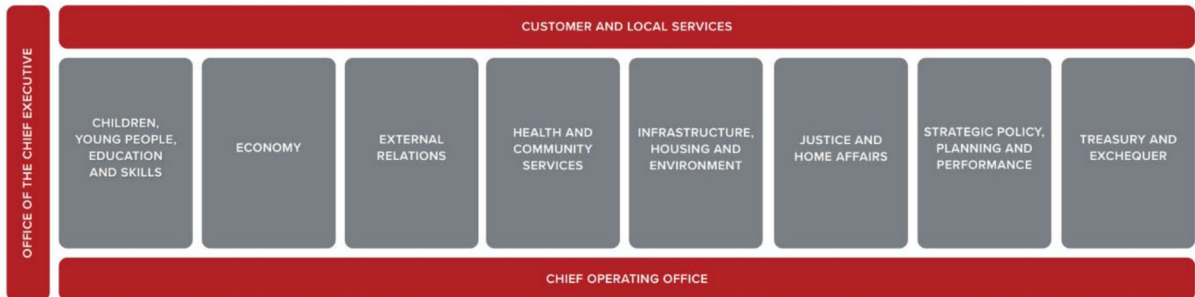 OFFICE OF THE CHIEF EXECUTIVE
CUSTOMER AND LOCAL SERVICES
CHILDREN,
YOUNG PEOPLE,
EDUCATION
AND SKILLS
ECONOMY
EXTERNAL
RELATIONS
HEALTH AND
COMMUNITY
SERVICES
INFRASTRUCTURE,
HOUSING AND
ENVIRONMENT
JUSTICE AND
HOME AFFAIRS
STRATEGIC POLICY,
PLANNING AND
PERFORMANCE
TREASURY AND
EXCHEQUER
CHIEF OPERATING OFFICE